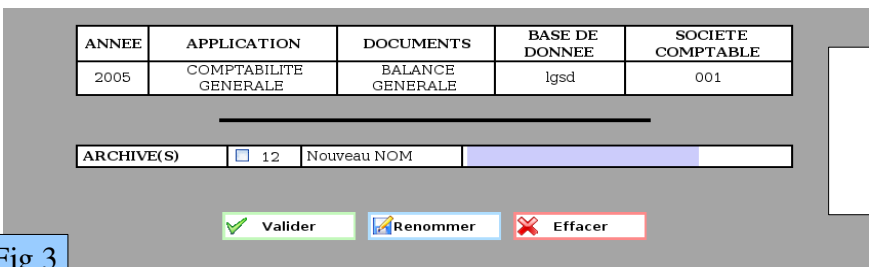 ANNEE APPLICATION DOCUMENTS BASE DE DONNEE SOCIETE COMPTABLE
2005 COMPTABILITE GENERALE BALANCE GENERALE lgsd 001
ARCHIVE(S) 12 Nouveau NOM
Valider Renommer Effacer
Fig 3